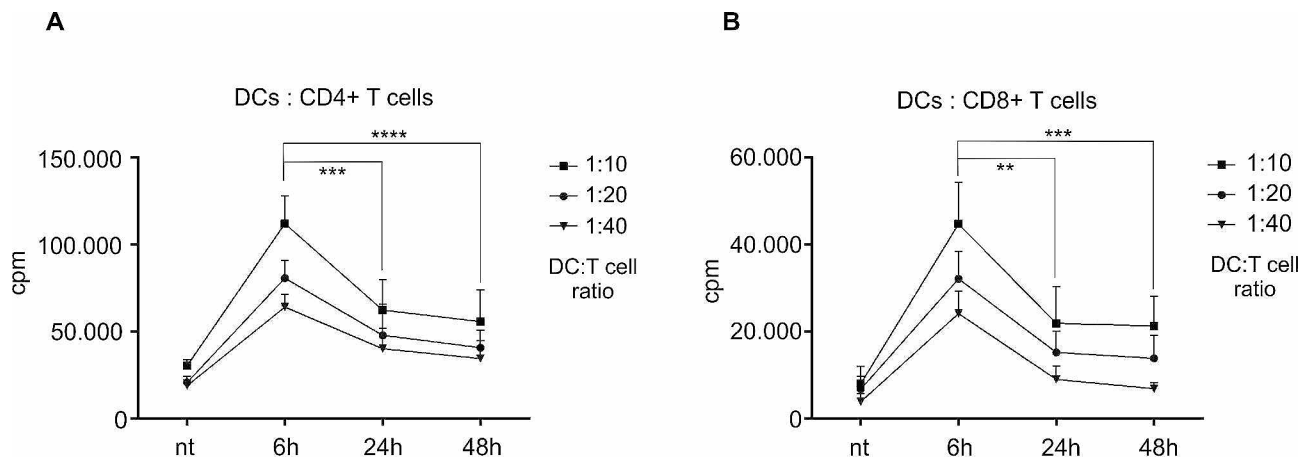 A
DCs : CD4+ T cells
****
***
150.000
100.000
50.000
0
cpm
nt
6h
24h
48h
1:10
1:20
1:40
DC:T cell
ratio
B
DCs : CD8+ T cells
***
**
60.000
40.000
20.000
0
cpm
nt
6h
24h
48h
1:10
1:20
1:40
DC:T cell
ratio